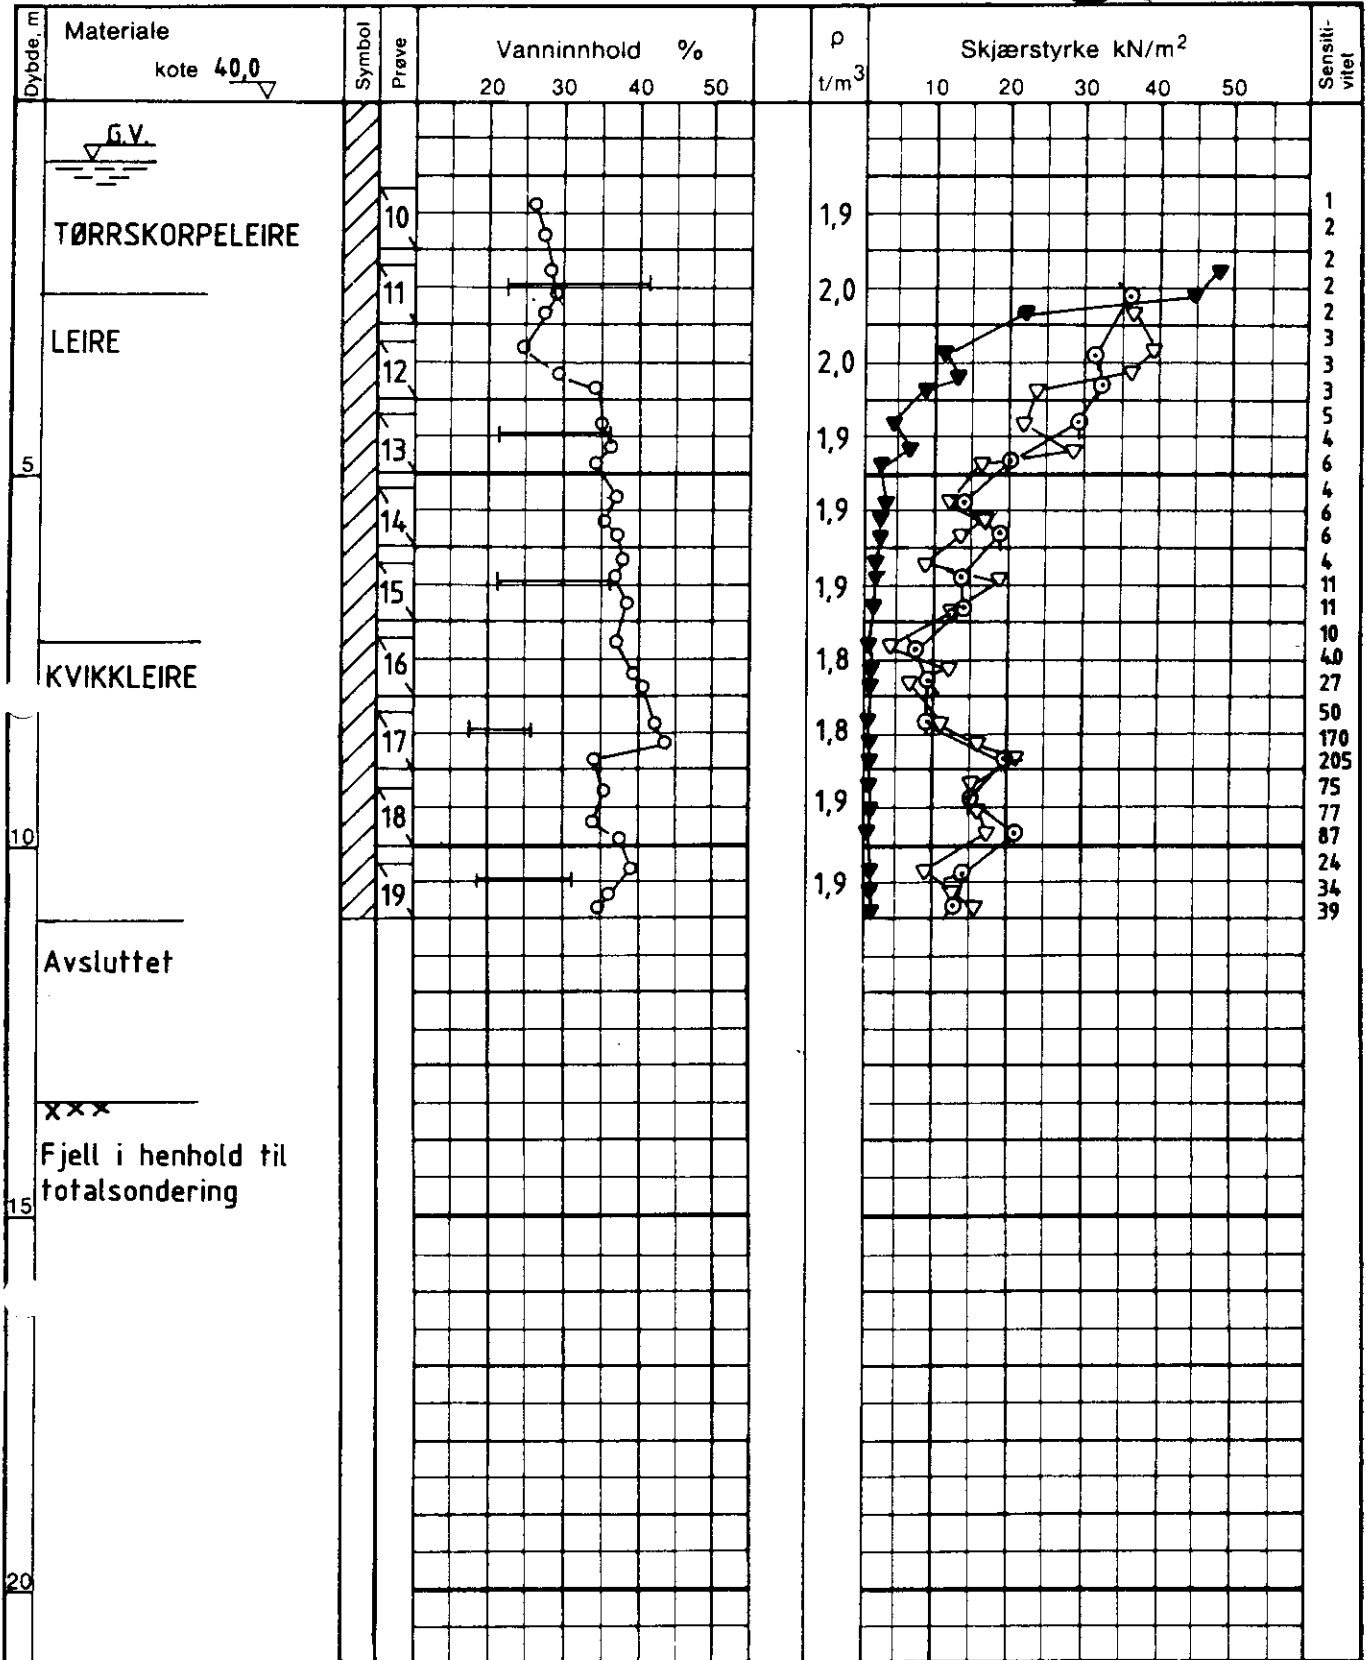 Dybde, m
Materiale
kote 40,0
Symbol
Prøve
Vanninnhold %
20 30 40 50
ρ
t/m³
Skjærstyrke kN/m²
10 20 30 40 50
Sensiti-
vitet
G.V.
TØRRSKORPELEIRE
LEIRE
KVIKKLEIRE
Avsluttet
x x x
Fjell i henhold til
totalsondering
5
10
15
20
10
11
12
13
14
15
16
17
18
19
1,9
2,0
2,0
1,9
1,9
1,9
1,8
1,8
1,9
1,9
1
2
2
2
2
3
3
3
5
4
6
4
6
6
4
11
11
10
40
27
50
170
205
75
77
87
24
34
39